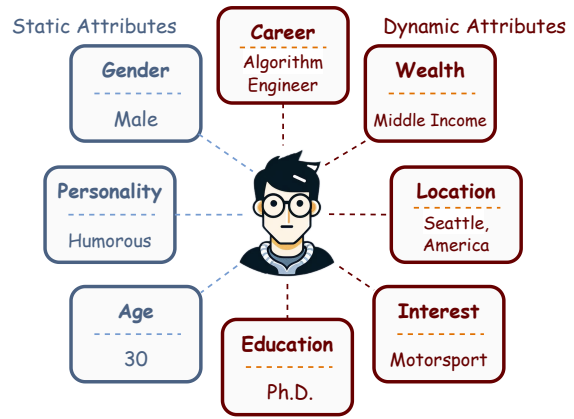 Static Attributes
Dynamic Attributes
Career
Algorithm
Engineer
Gender
Male
Wealth
Middle Income
Personality
Humorous
Location
Seattle,
America
Age
30
Education
Ph.D.
Interest
Motorsport